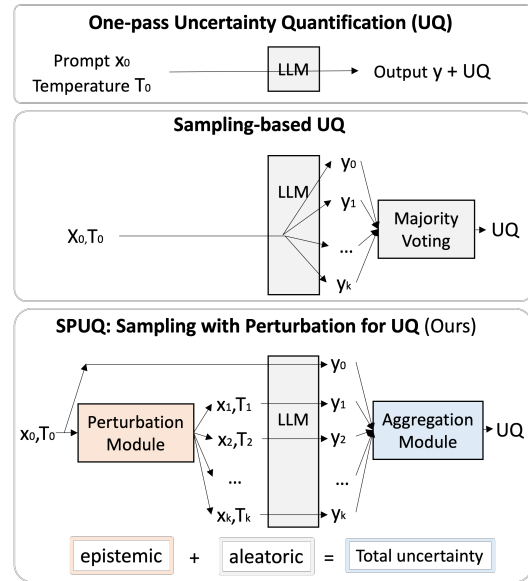 One-pass Uncertainty Quantification (UQ)
Prompt x₀
Temperature T₀
LLM
Output y + UQ
Sampling-based UQ
X₀,T₀
LLM
y₀
y₁
...
yₖ
Majority
Voting
UQ
SPUQ: Sampling with Perturbation for UQ (Ours)
x₀,T₀
Perturbation
Module
x₁,T₁
x₂,T₂
...
xₖ,Tₖ
LLM
y₀
y₁
y₂
...
yₖ
Aggregation
Module
UQ
epistemic + aleatoric = Total uncertainty